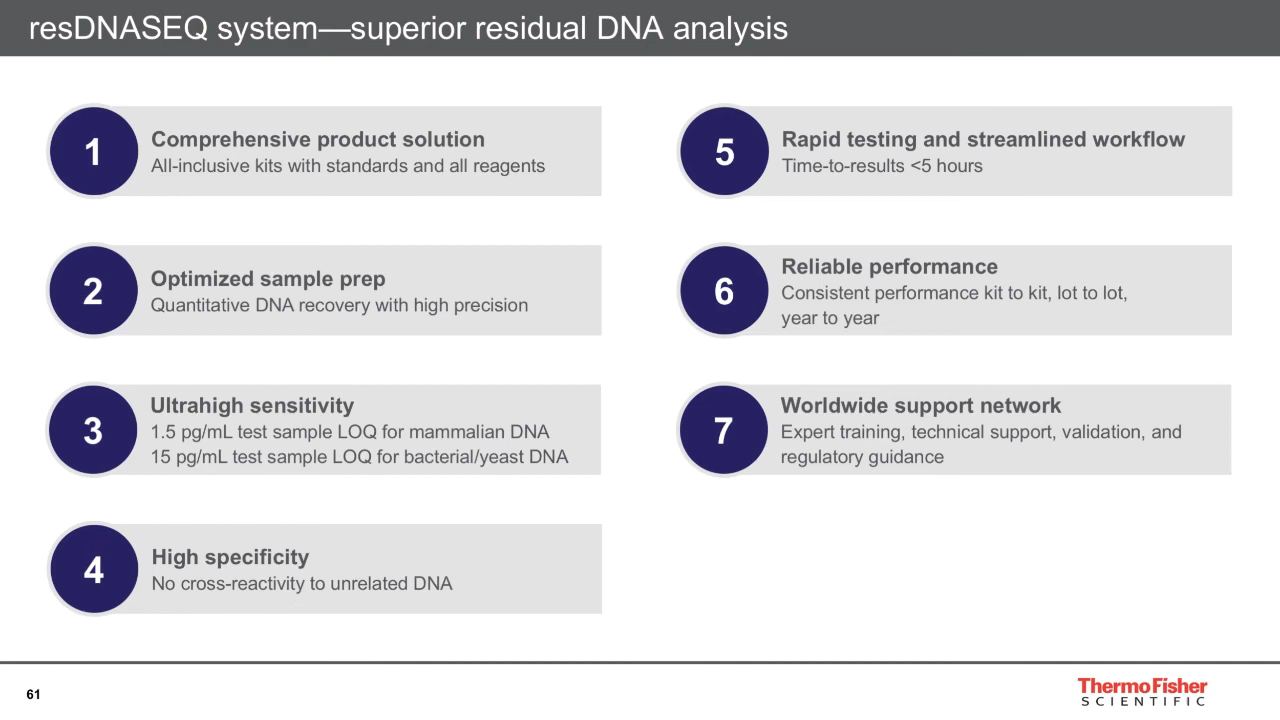 resDNASEQ system—superior residual DNA analysis
1
Comprehensive product solution
All-inclusive kits with standards and all reagents
2
Optimized sample prep
Quantitative DNA recovery with high precision
3
Ultrahigh sensitivity
1.5 pg/mL test sample LOQ for mammalian DNA
15 pg/mL test sample LOQ for bacterial/yeast DNA
4
High specificity
No cross-reactivity to unrelated DNA
5
Rapid testing and streamlined workflow
Time-to-results <5 hours
6
Reliable performance
Consistent performance kit to kit, lot to lot,
year to year
7
Worldwide support network
Expert training, technical support, validation, and
regulatory guidance
61
ThermoFisher
SCIENTIFIC